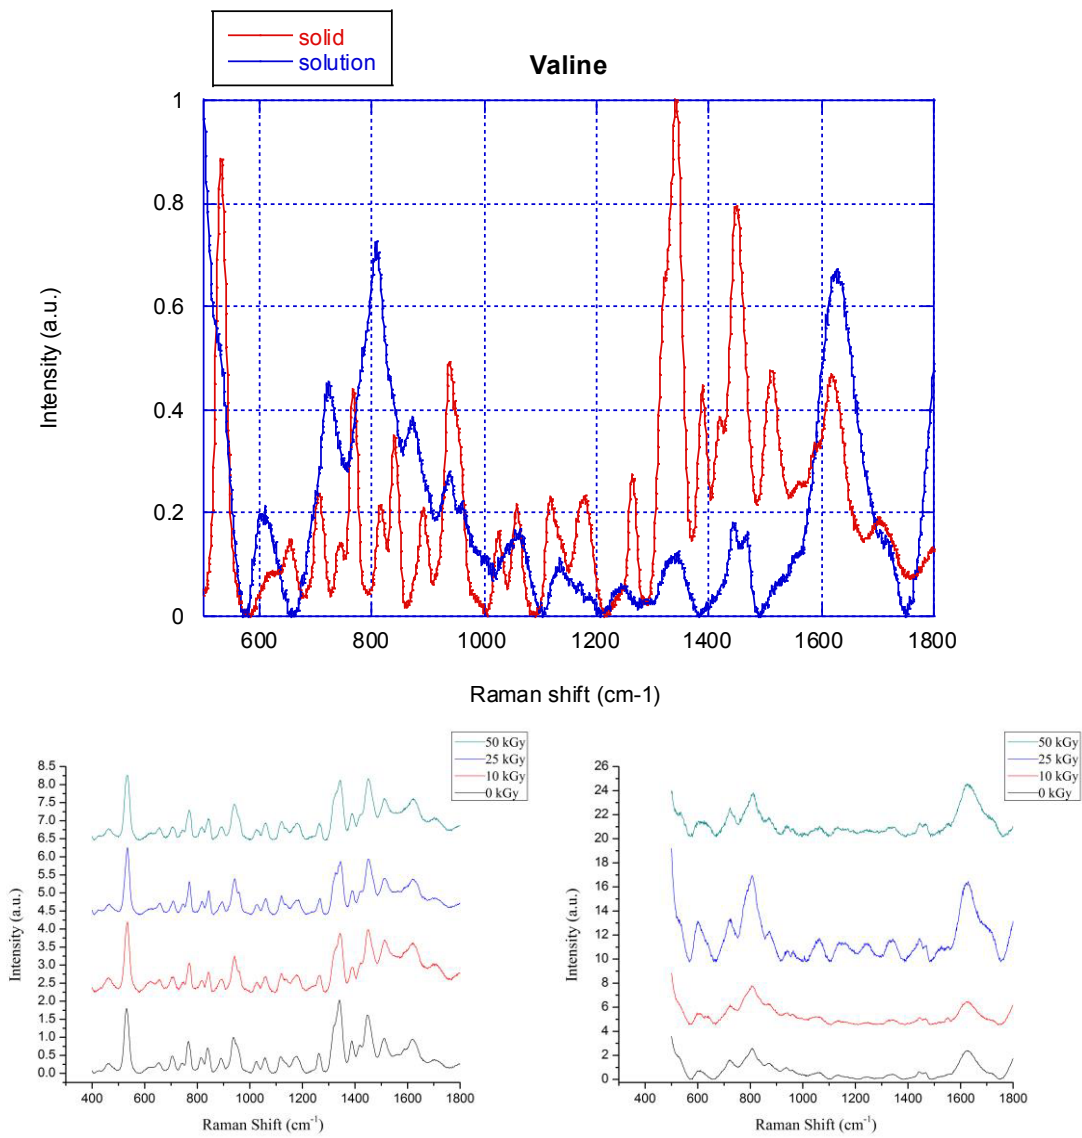 solid
solution
Valine
Intensity (a.u.)
1
0.8
0.6
0.4
0.2
0
600 800 1000 1200 1400 1600 1800
Raman shift (cm-1)
50 kGy
25 kGy
10 kGy
0 kGy
Intensity (a.u.)
8.5
8.0
7.5
7.0
6.5
6.0
5.5
5.0
4.5
4.0
3.5
3.0
2.5
2.0
1.5
1.0
0.5
0.0
400 600 800 1000 1200 1400 1600 1800
Raman Shift (cm-1)
50 kGy
25 kGy
10 kGy
0 kGy
Intensity (a.u.)
26
24
22
20
18
16
14
12
10
8
6
4
2
0
400 600 800 1000 1200 1400 1600 1800
Raman Shift (cm-1)